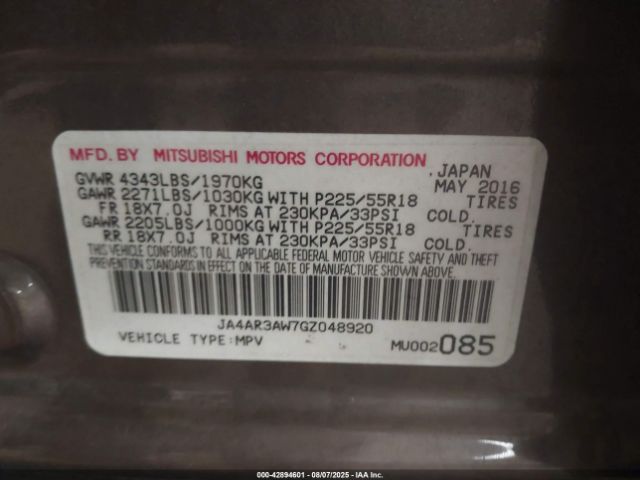 MFD. BY MITSUBISHI MOTORS CORPORATION, JAPAN
GVWR 4343LBS/1970KG MAY 2016
GAWR 2271LBS/1030KG WITH P225/55R18 TIRES
FR 18X7.0J RIMS AT 230KPA/33PSI COLD.
GAWR 2205LBS/1000KG WITH P225/55R18 TIRES
RR 18X7.0J RIMS AT 230KPA/33PSI COLD.
THIS VEHICLE CONFORMS TO ALL APPLICABLE FEDERAL MOTOR VEHICLE SAFETY AND THEFT
PREVENTION STANDARDS IN EFFECT ON THE DATE OF MANUFACTURE SHOWN ABOVE.
JA4AR3AW7GZ048920
VEHICLE TYPE:MPV MU002 085
000-42894601 - 08/07/2025 - IAA Inc.